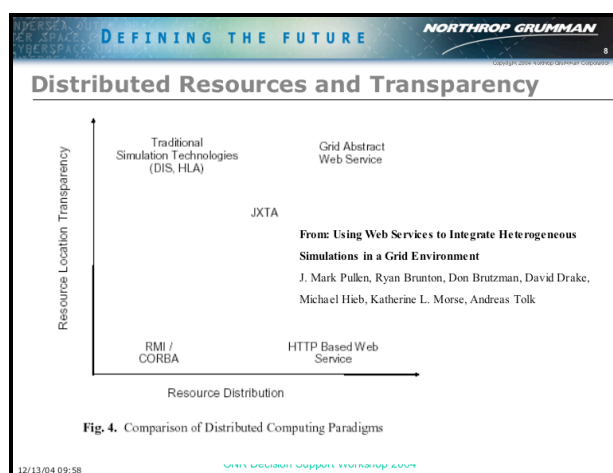 DEFINING THE FUTURE
NORTHROP GRUMMAN
8
Copyright 2004 Northrop Grumman Corporation
Distributed Resources and Transparency
Resource Location Transparency
Traditional
Simulation Technologies
(DIS, HLA)
Grid Abstract
Web Service
JXTA
From: Using Web Services to Integrate Heterogeneous
Simulations in a Grid Environment
J. Mark Pullen, Ryan Brunton, Don Brutzman, David Drake,
Michael Hieb, Katherine L. Morse, Andreas Tolk
RMI /
CORBA
HTTP Based Web
Service
Resource Distribution
Fig. 4. Comparison of Distributed Computing Paradigms
12/13/04 09:58
ONR Decision Support Workshop 2004